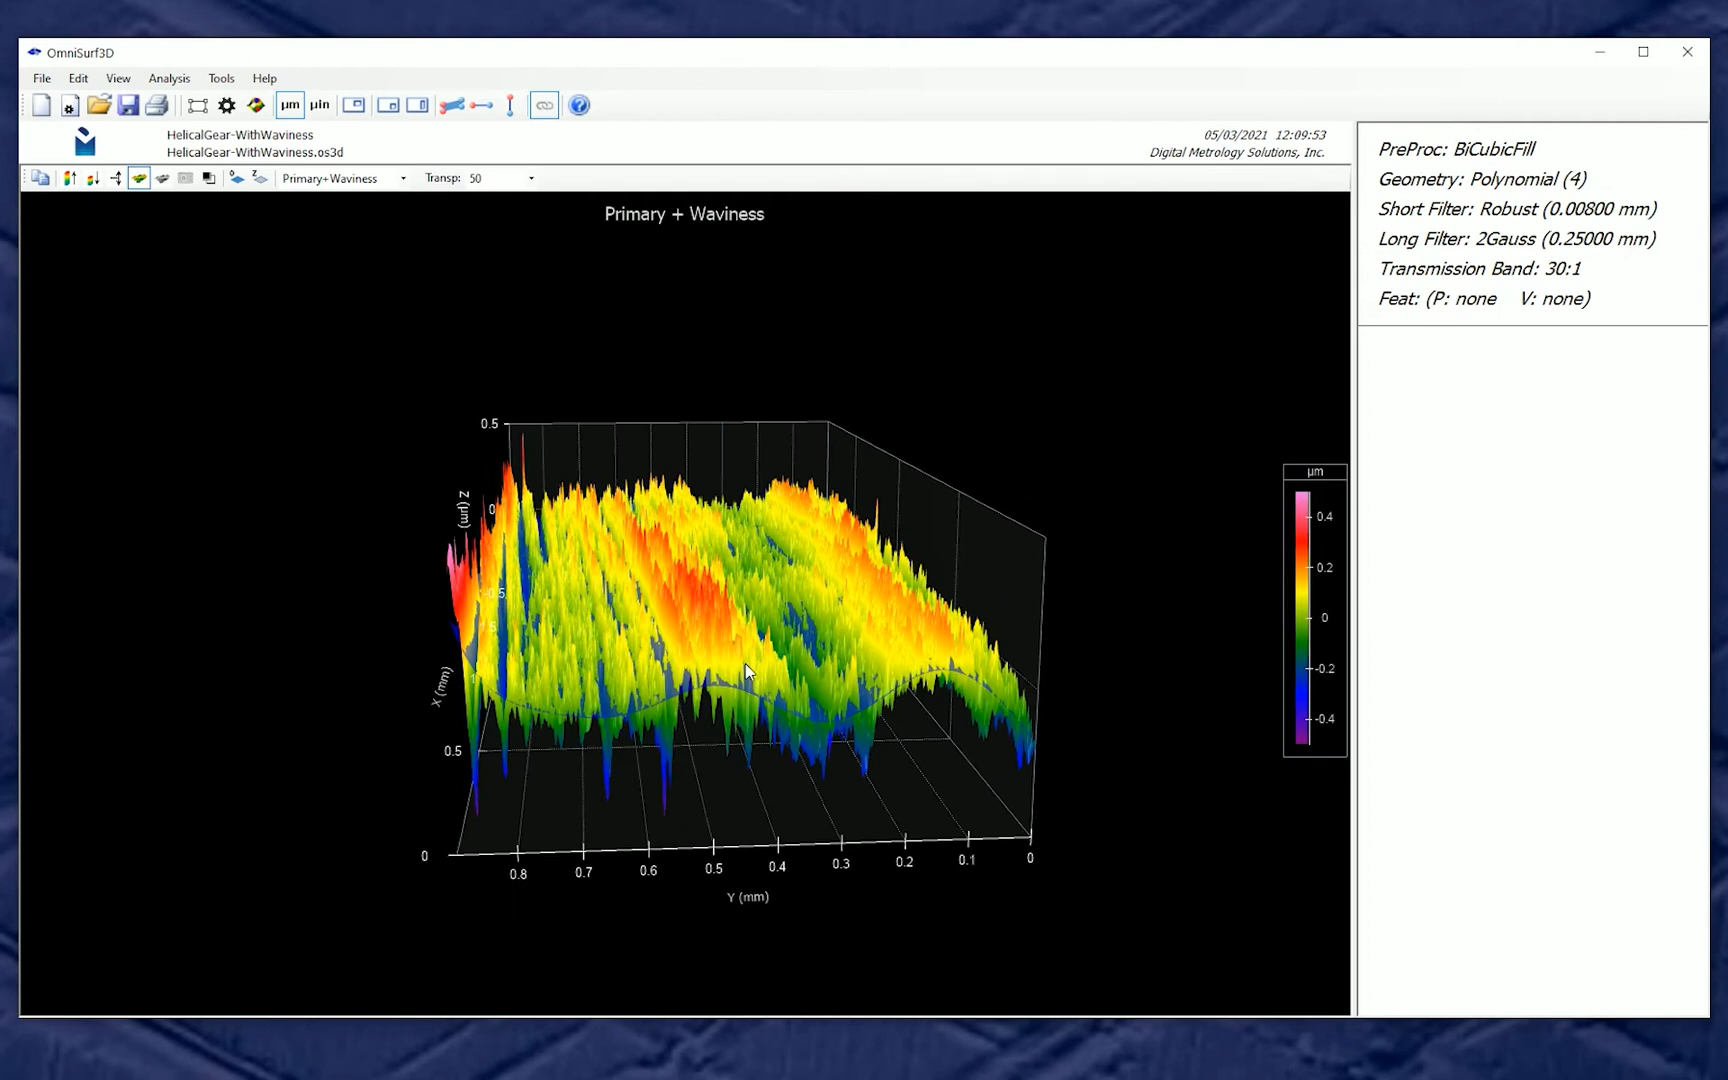 OmniSurf3D
File Edit View Analysis Tools Help
µm µin
HelicalGear-WithWaviness
HelicalGear-WithWaviness.os3d
05/03/2021 12:09:53
Digital Metrology Solutions, Inc.
Primary+Waviness Transp: 50
PreProc: BiCubicFill
Geometry: Polynomial (4)
Short Filter: Robust (0.00800 mm)
Long Filter: 2Gauss (0.25000 mm)
Transmission Band: 30:1
Feat: (P: none V: none)
Primary + Waviness
0.5
Z (µm)
0
-0.5
X (mm)
0.5
0
0.8 0.7 0.6 0.5 0.4 0.3 0.2 0.1 0
Y (mm)
µm
0.4
0.2
0
-0.2
-0.4